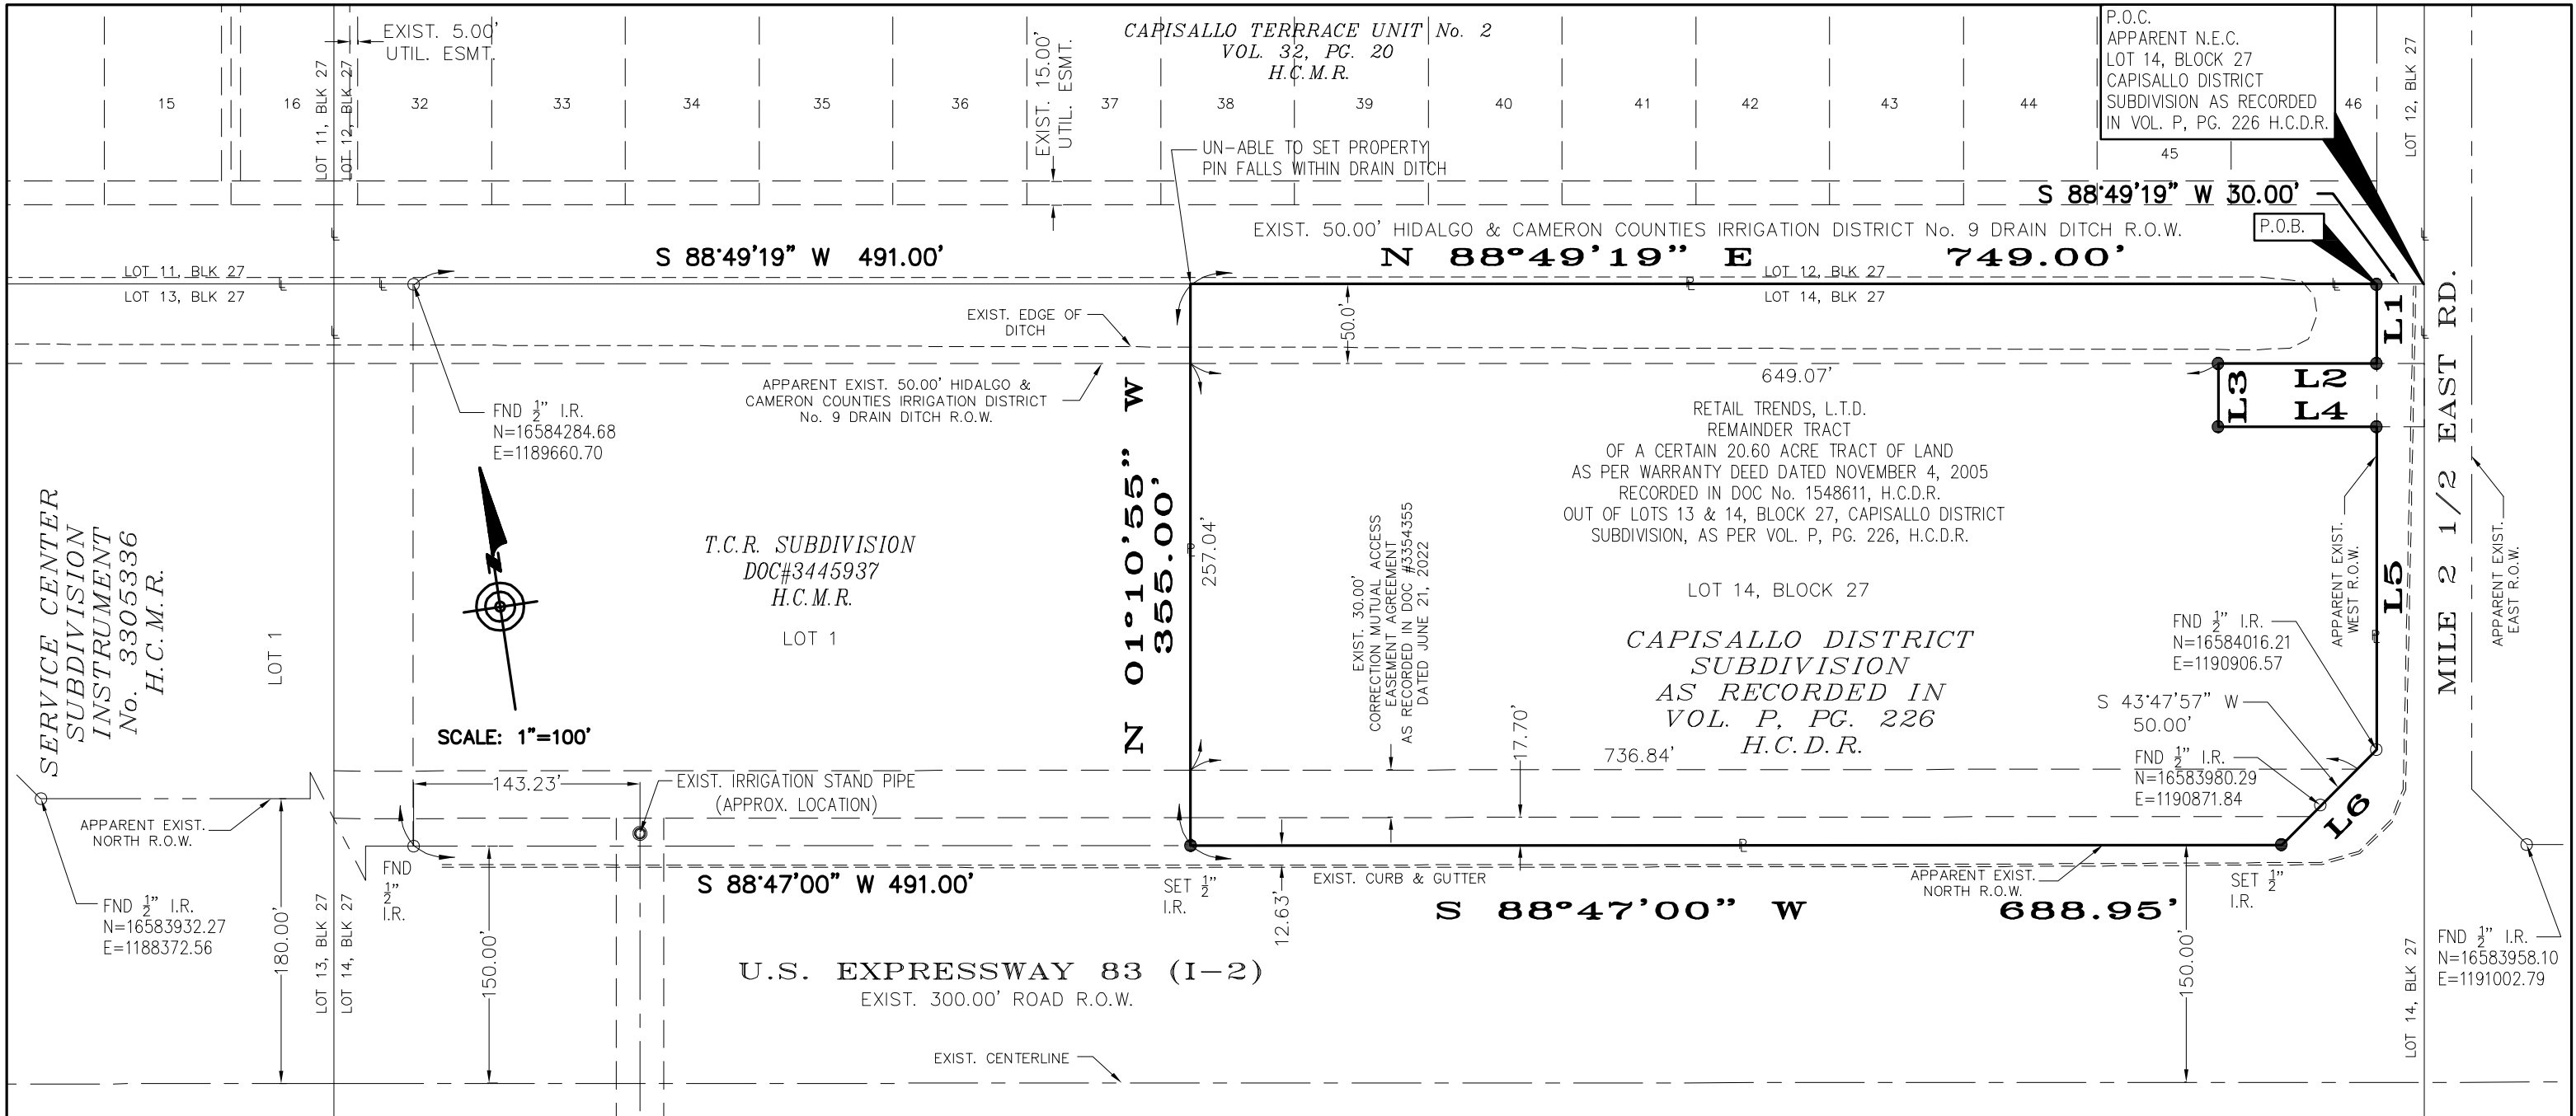 EXIST. 5.00'
UTIL. ESMT.
CAPISALLO TERRRACE UNIT No. 2
VOL. 32, PG. 20
H.C.M.R.
P.O.C.
APPARENT N.E.C.
LOT 14, BLOCK 27
CAPISALLO DISTRICT
SUBDIVISION AS RECORDED
IN VOL. P, PG. 226 H.C.D.R.
15
16
32
33
34
35
36
37
38
39
40
41
42
43
44
45
46
LOT 11, BLK 27
LOT 12, BLK 27
EXIST. 15.00'
UTIL. ESMT.
LOT 12, BLK 27
UN-ABLE TO SET PROPERTY
PIN FALLS WITHIN DRAIN DITCH
S 88°49'19" W 30.00'
P.O.B.
EXIST. 50.00' HIDALGO & CAMERON COUNTIES IRRIGATION DISTRICT No. 9 DRAIN DITCH R.O.W.
S 88°49'19" W 491.00'
N 88°49'19" E 749.00'
LOT 11, BLK 27
LOT 13, BLK 27
LOT 12, BLK 27
LOT 14, BLK 27
EXIST. EDGE OF
DITCH
50.0'
L1
L2
L3
L4
L5
L6
APPARENT EXIST. 50.00' HIDALGO &
CAMERON COUNTIES IRRIGATION DISTRICT
No. 9 DRAIN DITCH R.O.W.
FND ½" I.R.
N=16584284.68
E=1189660.70
649.07'
RETAIL TRENDS, L.T.D.
REMAINDER TRACT
OF A CERTAIN 20.60 ACRE TRACT OF LAND
AS PER WARRANTY DEED DATED NOVEMBER 4, 2005
RECORDED IN DOC No. 1548611, H.C.D.R.
OUT OF LOTS 13 & 14, BLOCK 27, CAPISALLO DISTRICT
SUBDIVISION, AS PER VOL. P, PG. 226, H.C.D.R.
LOT 14, BLOCK 27
CAPISALLO DISTRICT
SUBDIVISION
AS RECORDED IN
VOL. P, PG. 226
H.C.D.R.
N 01°10'55" W
355.00'
257.04'
EXIST. 30.00'
CORRECTION MUTUAL ACCESS
EASEMENT AGREEMENT
AS RECORDED IN DOC #3354355
DATED JUNE 21, 2022
T.C.R. SUBDIVISION
DOC#3445937
H.C.M.R.
LOT 1
N
SCALE: 1"=100'
SERVICE CENTER
SUBDIVISION
INSTRUMENT
No. 3305336
H.C.M.R.
LOT 1
APPARENT EXIST.
WEST R.O.W.
MILE 2 1/2 EAST RD.
APPARENT EXIST.
EAST R.O.W.
FND ½" I.R.
N=16584016.21
E=1190906.57
S 43°47'57" W
50.00'
FND ½" I.R.
N=16583980.29
E=1190871.84
17.70'
736.84'
143.23'
EXIST. IRRIGATION STAND PIPE
(APPROX. LOCATION)
APPARENT EXIST.
NORTH R.O.W.
FND ½" I.R.
N=16583932.27
E=1188372.56
180.00'
LOT 13, BLK 27
LOT 14, BLK 27
FND
½"
I.R.
150.00'
S 88°47'00" W 491.00'
SET ½"
I.R.
12.63'
EXIST. CURB & GUTTER
S 88°47'00" W 688.95'
APPARENT EXIST.
NORTH R.O.W.
SET ½"
I.R.
150.00'
LOT 14, BLK 27
FND ½" I.R.
N=16583958.10
E=1191002.79
U.S. EXPRESSWAY 83 (I-2)
EXIST. 300.00' ROAD R.O.W.
EXIST. CENTERLINE